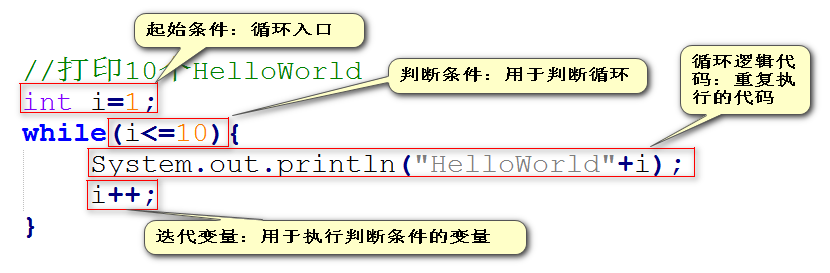 起始条件：循环入口
//打印10个HelloWorld
int i=1;
判断条件：用于判断循环
循环逻辑代
码：重复执
行的代码
while(i<=10){
System.out.println("HelloWorld"+i);
i++;
}
迭代变量：用于执行判断条件的变量